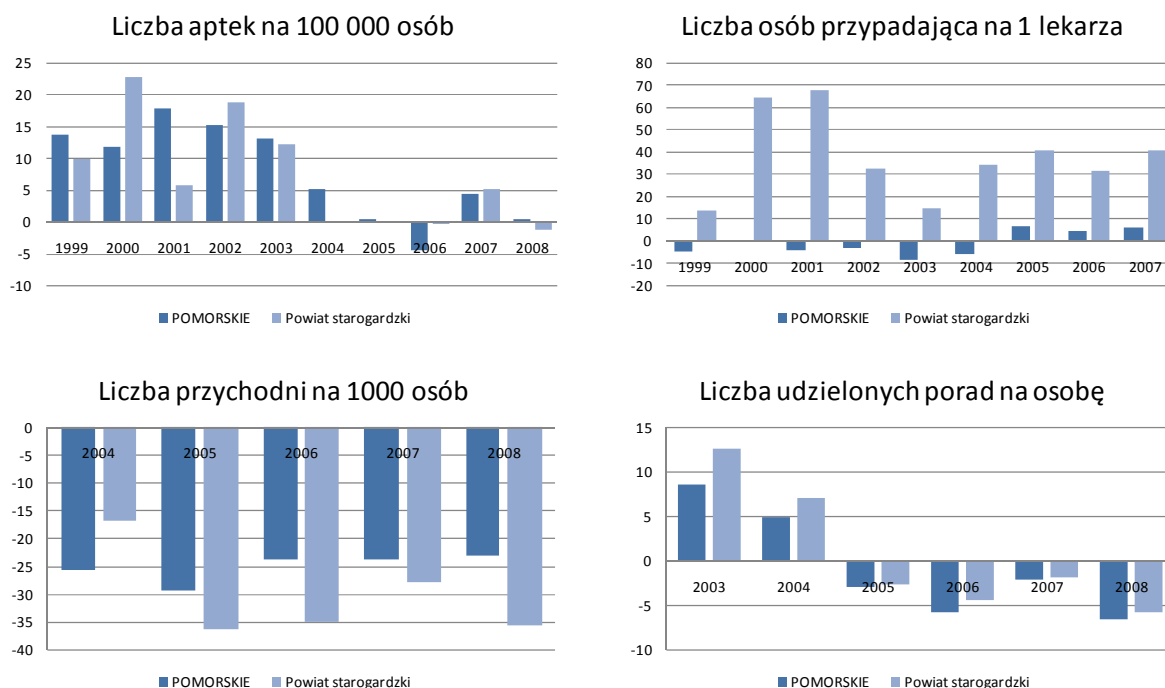 Liczba aptek na 100 000 osób
25
20
15
10
5
0
-5
-10
1999 2000 2001 2002 2003 2004 2005 2006 2007 2008
POMORSKIE Powiat starogardzki
Liczba osób przypadająca na 1 lekarza
80
70
60
50
40
30
20
10
0
-10
-20
1999 2000 2001 2002 2003 2004 2005 2006 2007
POMORSKIE Powiat starogardzki
Liczba przychodni na 1000 osób
0
-5
-10
-15
-20
-25
-30
-35
-40
2004 2005 2006 2007 2008
POMORSKIE Powiat starogardzki
Liczba udzielonych porad na osobę
15
10
5
0
-5
-10
2003 2004 2005 2006 2007 2008
POMORSKIE Powiat starogardzki